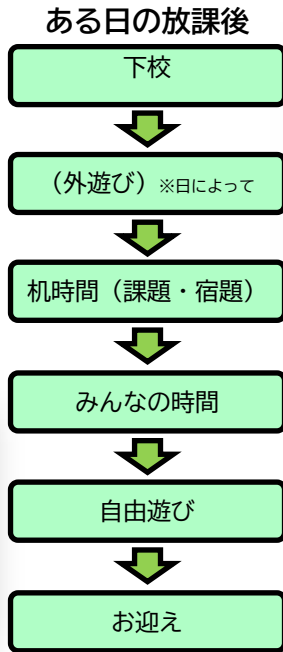 ある日の放課後
下校
（外遊び）※日によって
机時間（課題・宿題）
みんなの時間
自由遊び
お迎え